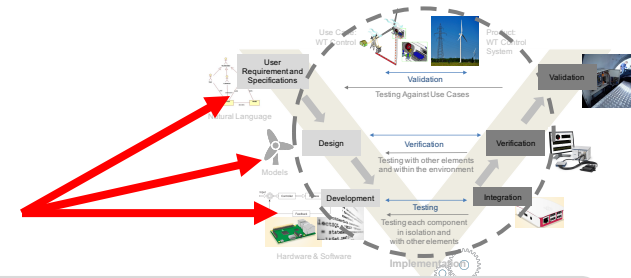 Use Case:
WT Control
Product:
WT Control
System
User
Requirement and
Specifications
Validation
Validation
Testing Against Use Cases
Natural Language
Design
Verification
Verification
Testing with other elements
and within the environment
Models
Development
Testing
Integration
Testing each component
in isolation and
with other elements
Hardware & Software
Implementation